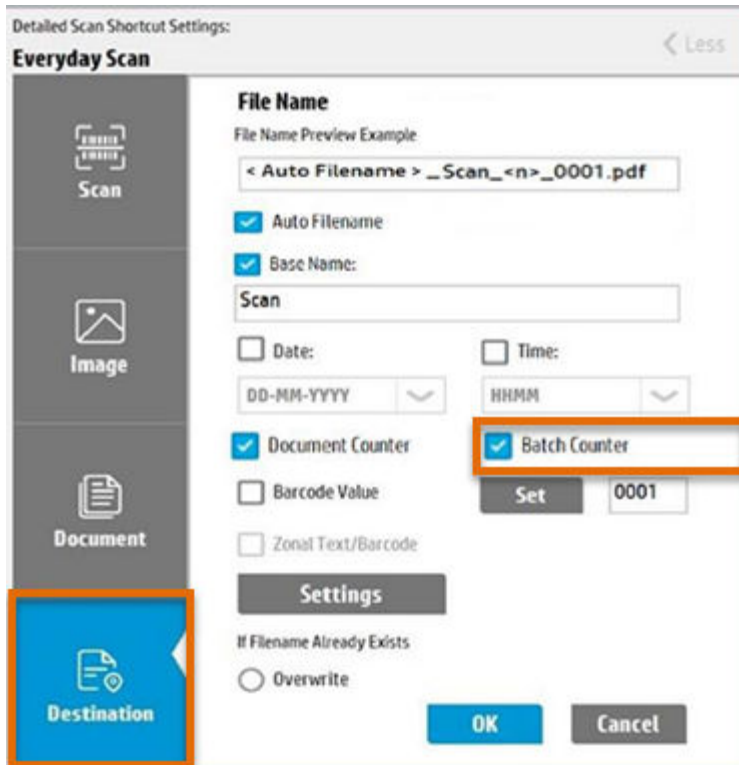 Detailed Scan Shortcut Settings:
Everyday Scan
Less
Scan
Image
Document
Destination
File Name
File Name Preview Example
< Auto Filename > _Scan_<n>_0001.pdf
Auto Filename
Base Name:
Scan
Date: Time:
DD-MM-YYYY HHMM
Document Counter Batch Counter
Barcode Value Set 0001
Zonal Text/Barcode
Settings
If Filename Already Exists
Overwrite
OK Cancel